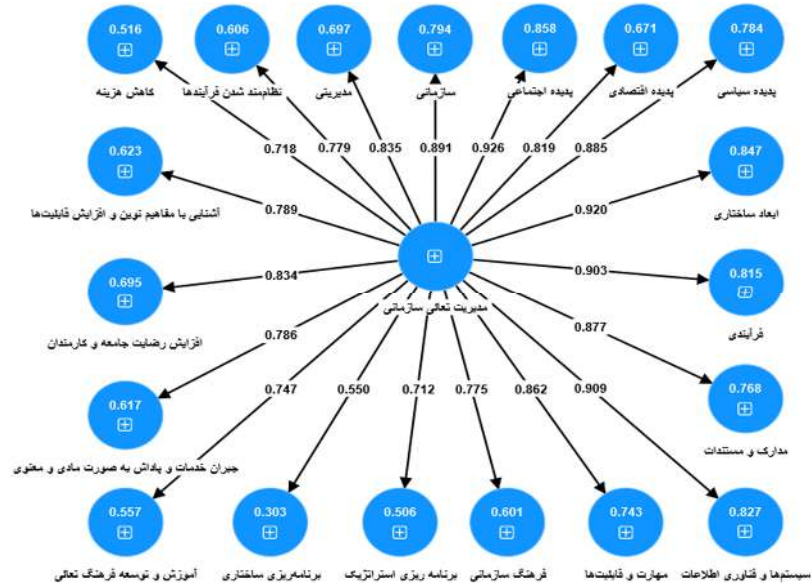 0.516
0.606
0.697
0.794
0.858
0.671
0.784
کاهش هزینه
نظام‌مند شدن فرآیندها
مدیریتی
سازمانی
پدیده اجتماعی
پدیده اقتصادی
پدیده سیاسی
0.718
0.779
0.835
0.891
0.926
0.819
0.885
0.623
0.847
آشنایی با مفاهیم نوین و افزایش قابلیت‌ها
0.789
0.920
ابعاد ساختاری
0.695
0.834
0.903
0.815
مدیریت تعالی سازمانی
افزایش رضایت جامعه و کارمندان
فرآیندی
0.786
0.877
0.617
0.747
0.550
0.712
0.775
0.862
0.909
0.768
جبران خدمات و پاداش به صورت مادی و معنوی
مدارک و مستندات
0.557
0.303
0.506
0.601
0.743
0.827
آموزش و توسعه فرهنگ تعالی
برنامه‌ریزی ساختاری
برنامه ریزی استراتژیک
فرهنگ سازمانی
مهارت و قابلیت‌ها
سیستم‌ها و فناوری اطلاعات